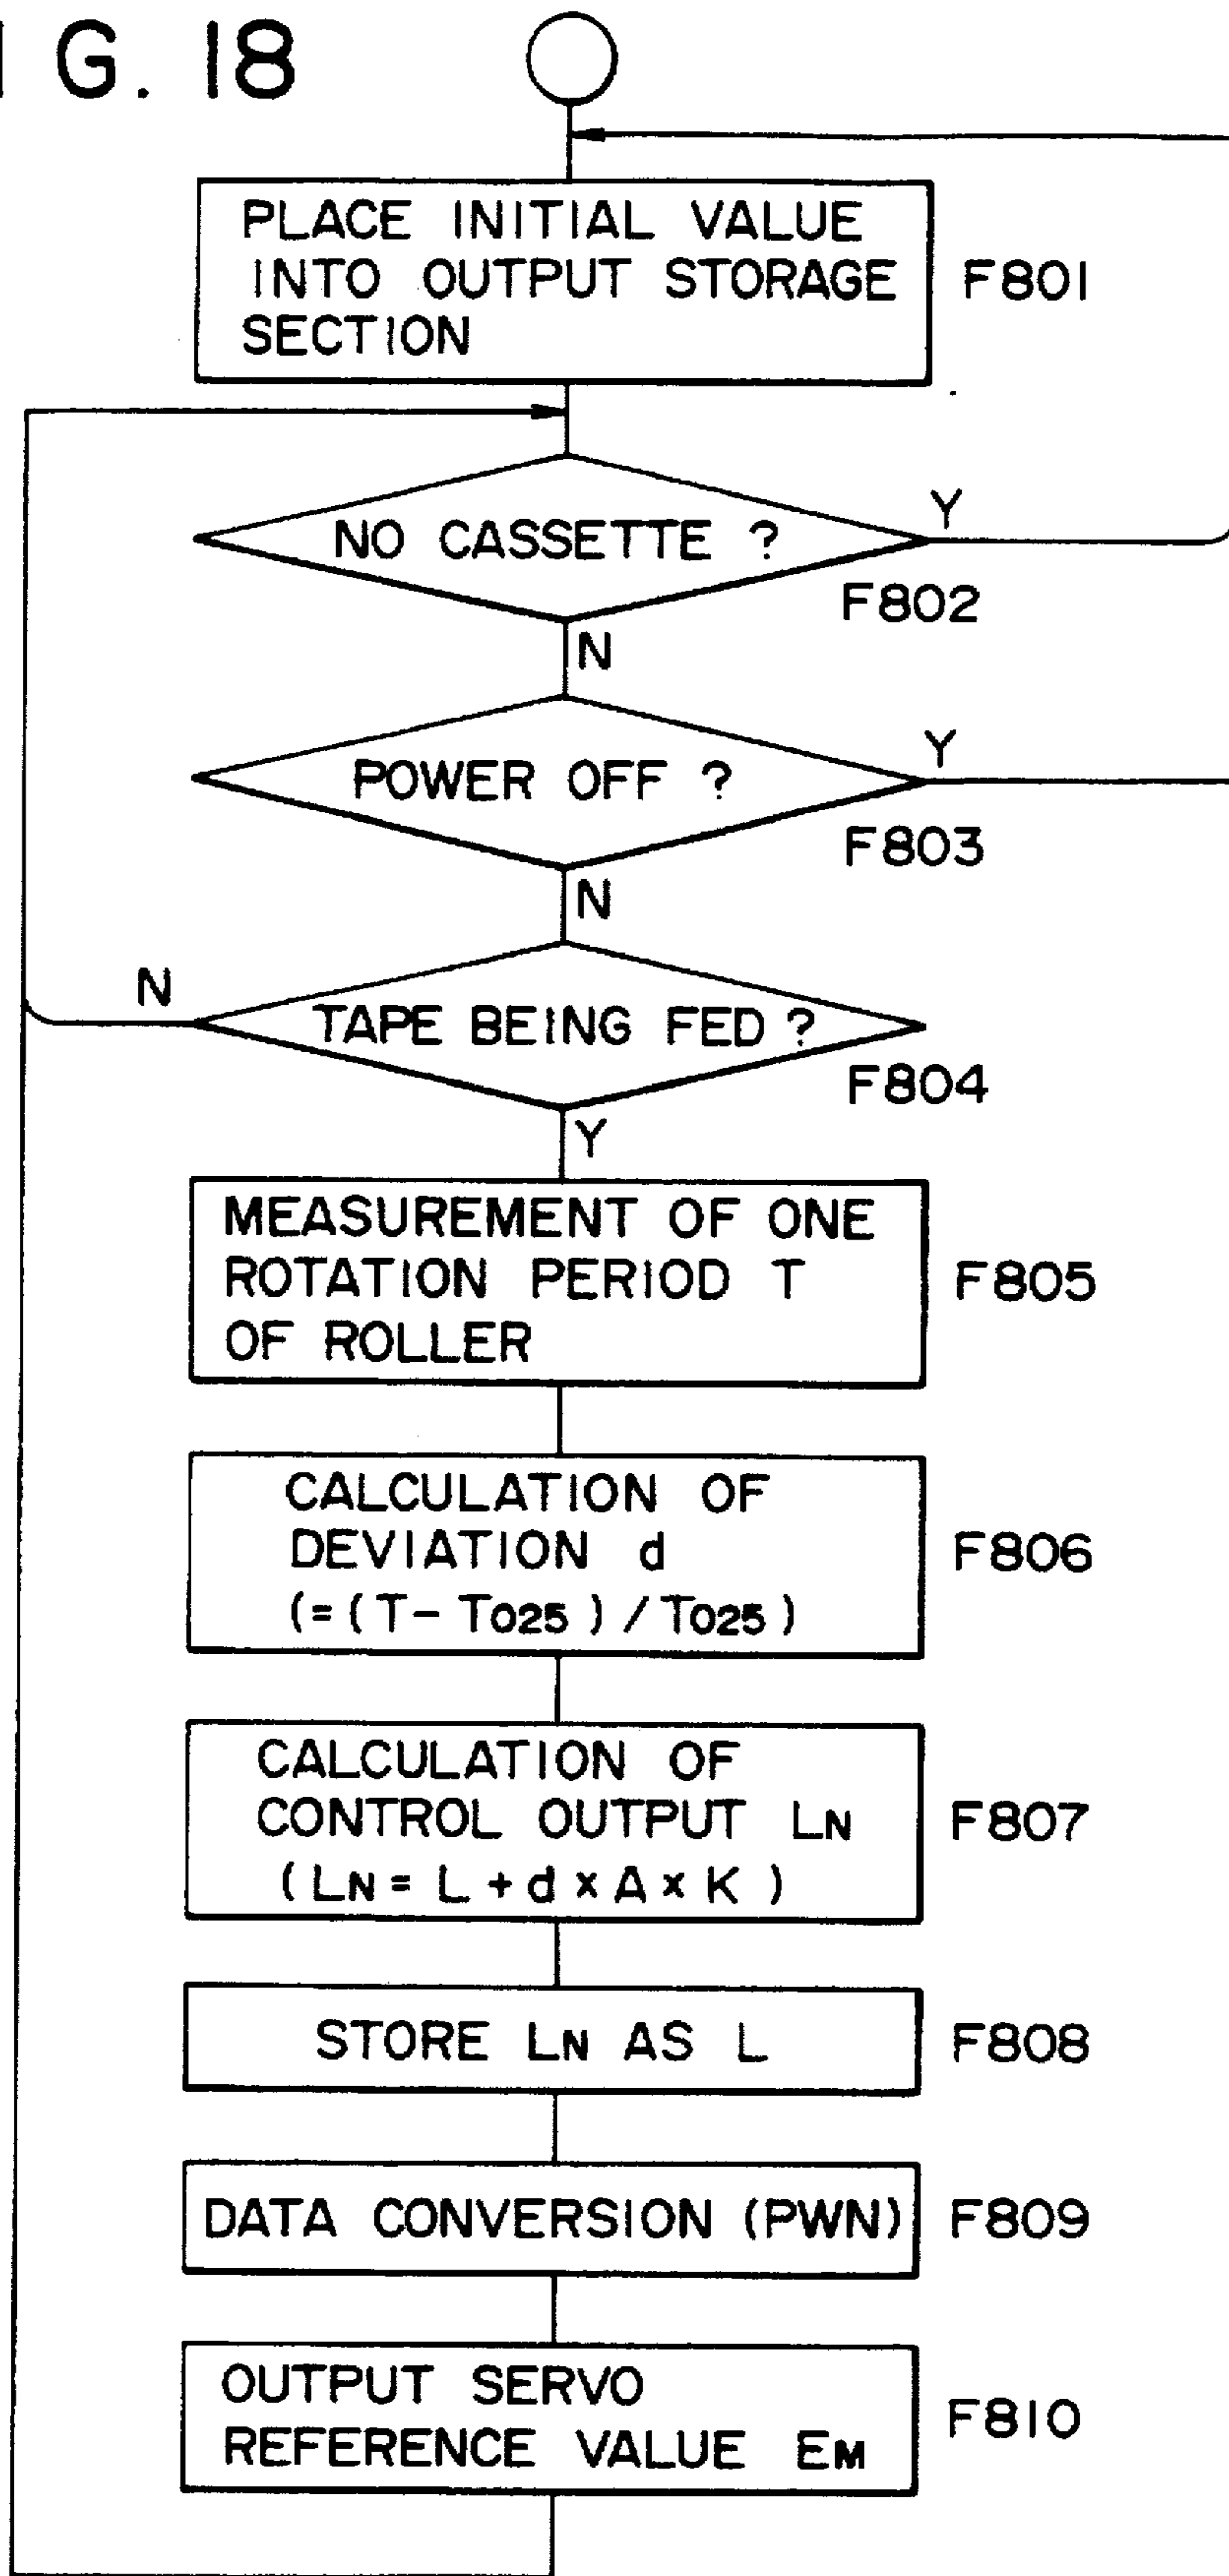 I G. 18
PLACE INITIAL VALUE
INTO OUTPUT STORAGE
SECTION
F801
NO CASSETTE ?
Y
F802
N
POWER OFF ?
Y
F803
N
N
TAPE BEING FED ?
F804
Y
MEASUREMENT OF ONE
ROTATION PERIOD T
OF ROLLER
F805
CALCULATION OF
DEVIATION d
(= (T - T025) / T025)
F806
CALCULATION OF
CONTROL OUTPUT LN
(LN = L + d × A × K )
F807
STORE LN AS L
F808
DATA CONVERSION (PWN)
F809
OUTPUT SERVO
REFERENCE VALUE EM
F810